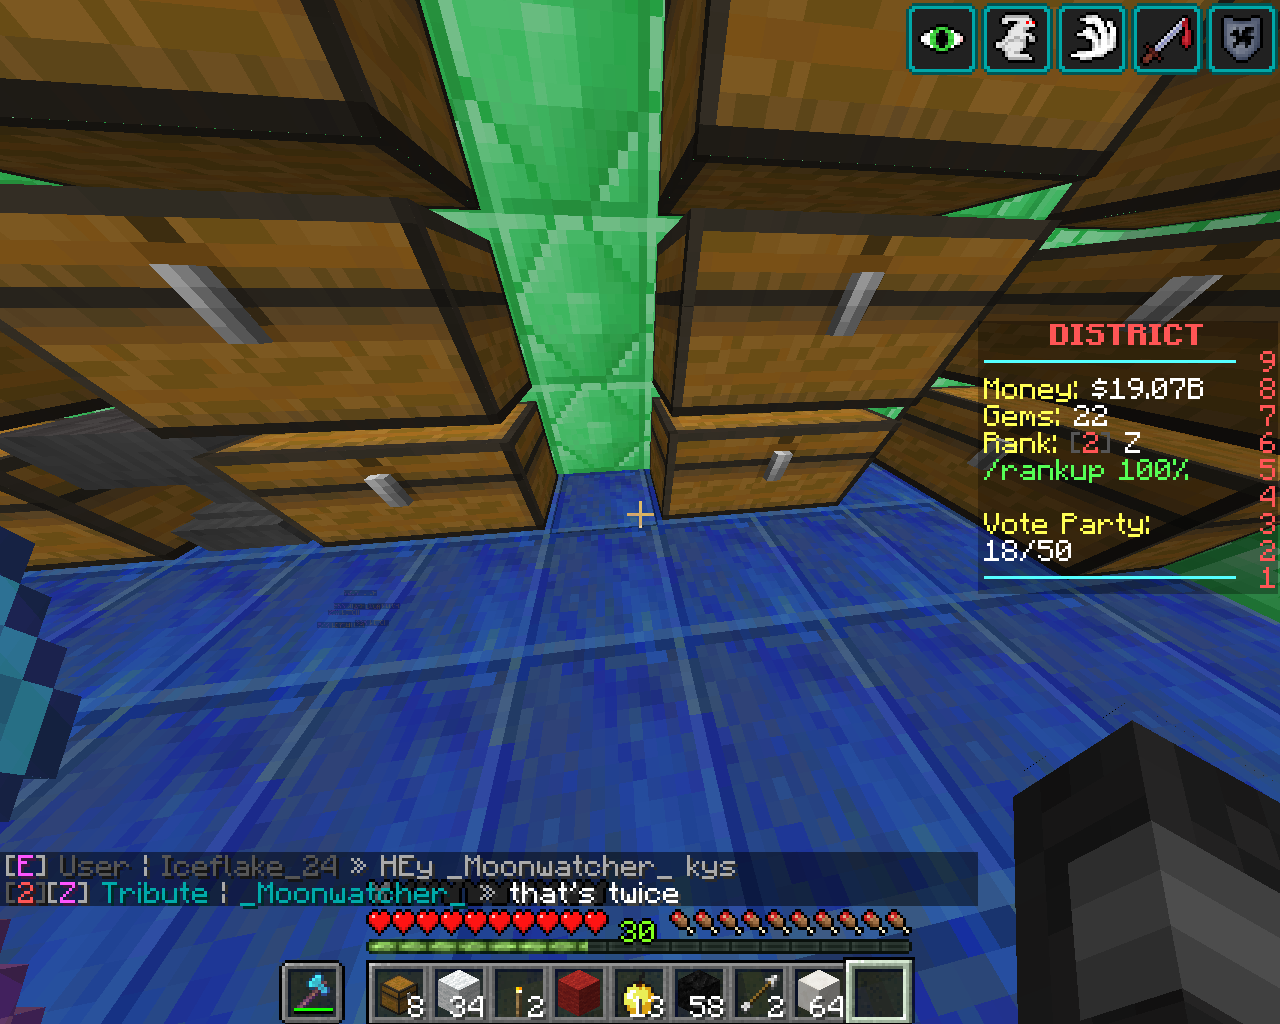 DISTRICT
9
Money: $19.07B
8
Gems: 22
7
Rank: [2] Z
6
/rankup 100%
5
4
Vote Party:
3
18/50
2
1
[E] User ¦ Iceflake_24 » HEy _Moonwatcher_ kys
[2][Z] Tribute ¦ _Moonwatcher_ » that's twice
30
8 34 2 13 58 2 64